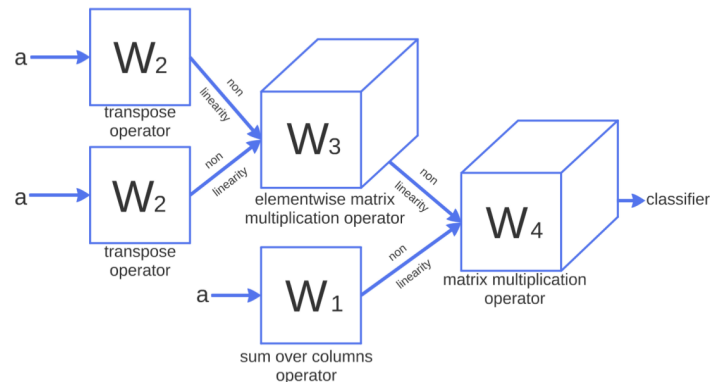 a
W2
transpose
operator
non
linearity
a
W2
transpose
operator
non
linearity
W3
elementwise matrix
multiplication operator
non
linearity
a
W1
sum over columns
operator
non
linearity
W4
matrix multiplication
operator
classifier